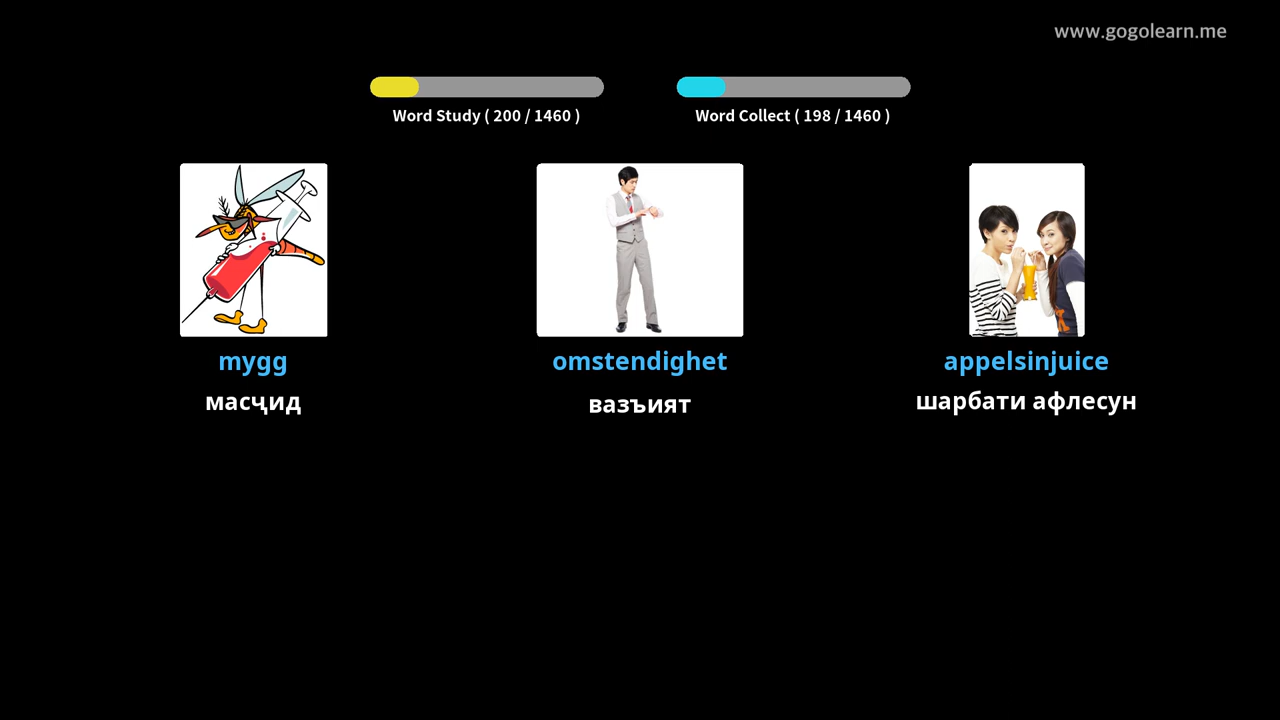 www.gogolearn.me
Word Study ( 200 / 1460 )
Word Collect ( 198 / 1460 )
mygg
omstendighet
appelsinjuice
масҷид
вазъият
шарбати афлесун